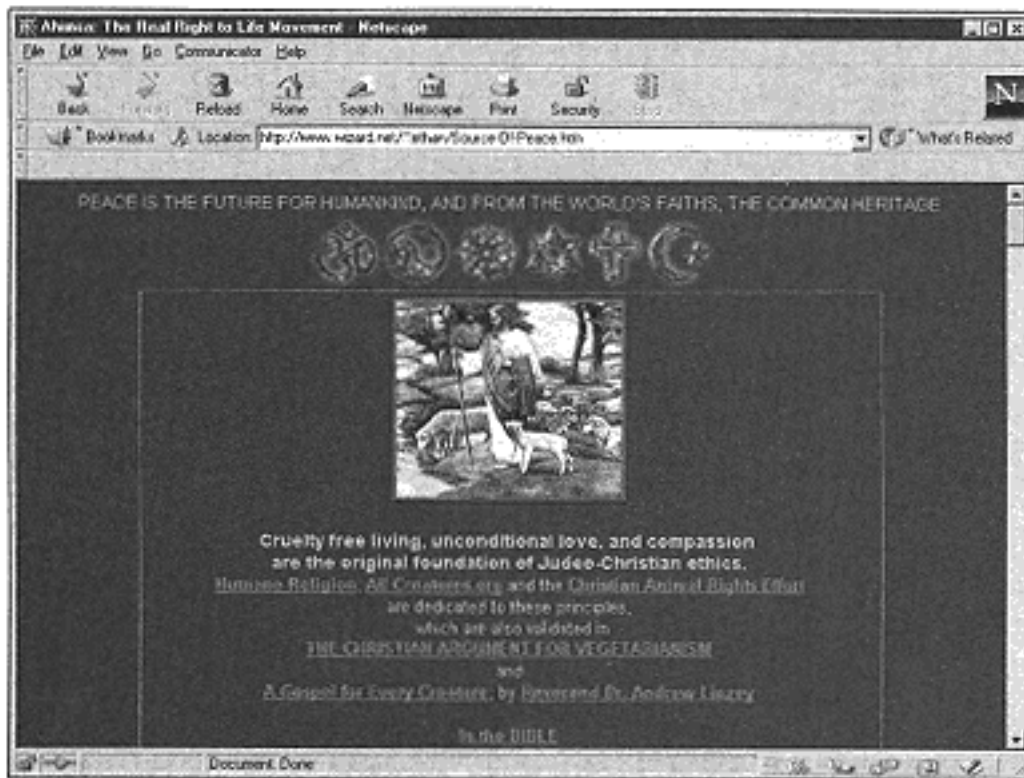 Ahimsa: The Real Right to Life Movement - Netscape
File Edit View Go Communicator Help
Back Forward Reload Home Search Netscape Print Security Stop
N
Bookmarks Location: What's Related
PEACE IS THE FUTURE FOR HUMANKIND, AND FROM THE WORLD'S FAITHS, THE COMMON HERITAGE
Cruelty free living, unconditional love, and compassion
are the original foundation of Judeo-Christian ethics.
Humane Religion, All Creatures.org and the Christian Animal Rights Effort
are dedicated to these principles,
which are also validated in
THE CHRISTIAN ARGUMENT FOR VEGETARIANISM
and
A Gospel for Every Creature, by Reverend Dr. Andrew Linzey
In the BIBLE
Document: Done